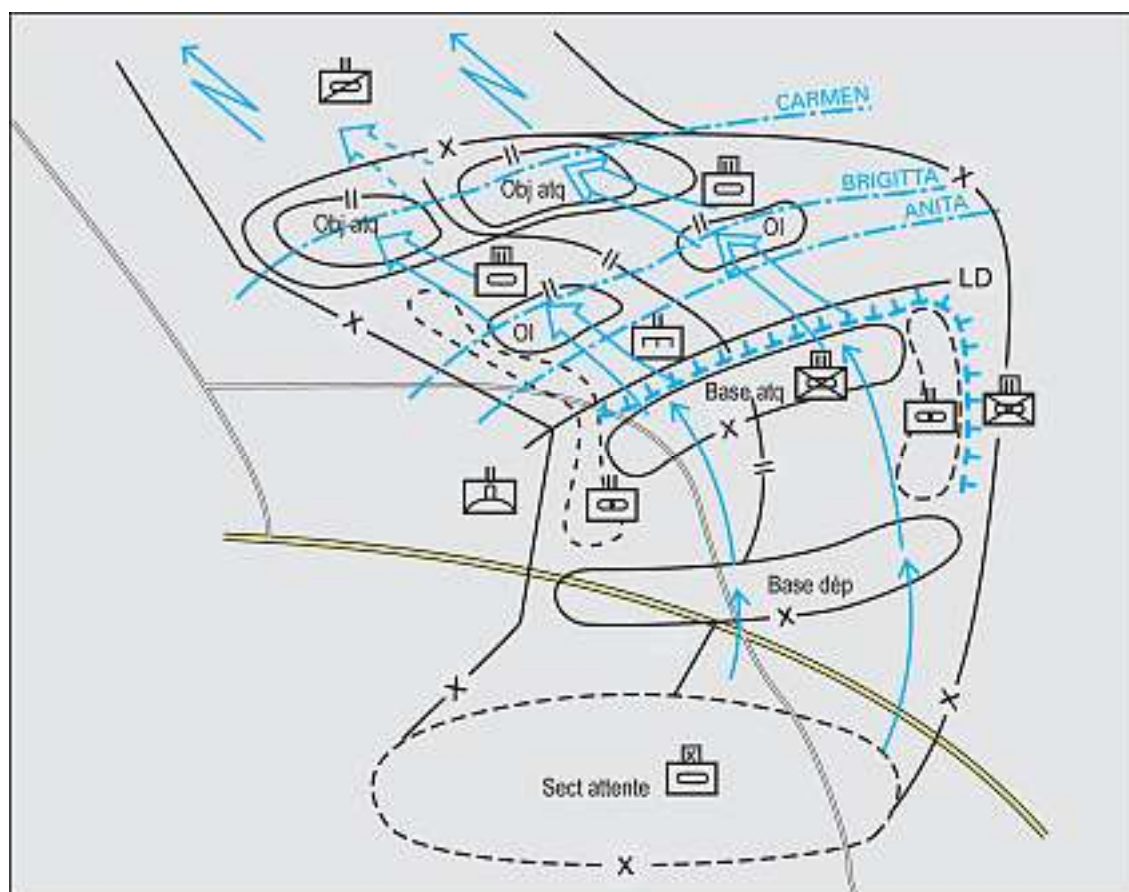 CARMEN
Obj atq
BRIGITTA
Obj atq
OI
ANITA
LD
OI
Base atq
Base dép
Sect attente
X
X
X
X
X
X
X
X